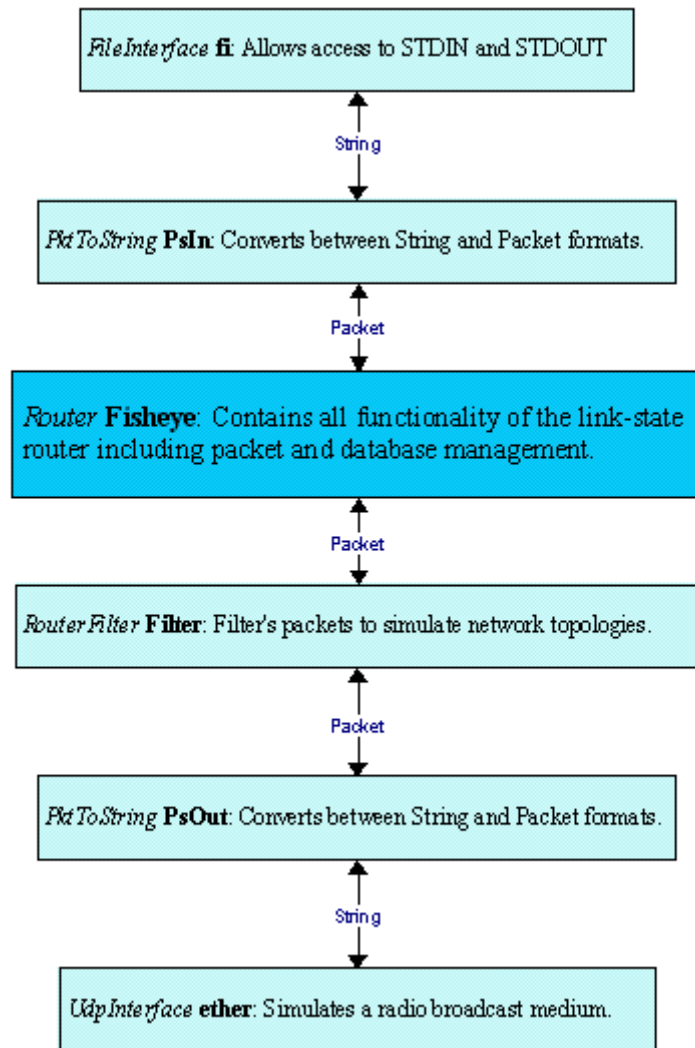 FileInterface fi: Allows access to STDIN and STDOUT
String
PktToString PsIn: Converts between String and Packet formats.
Packet
Router Fisheye: Contains all functionality of the link-state
router including packet and database management.
Packet
RouterFilter Filter: Filter's packets to simulate network topologies.
Packet
PktToString PsOut: Converts between String and Packet formats.
String
UdpInterface ether: Simulates a radio broadcast medium.